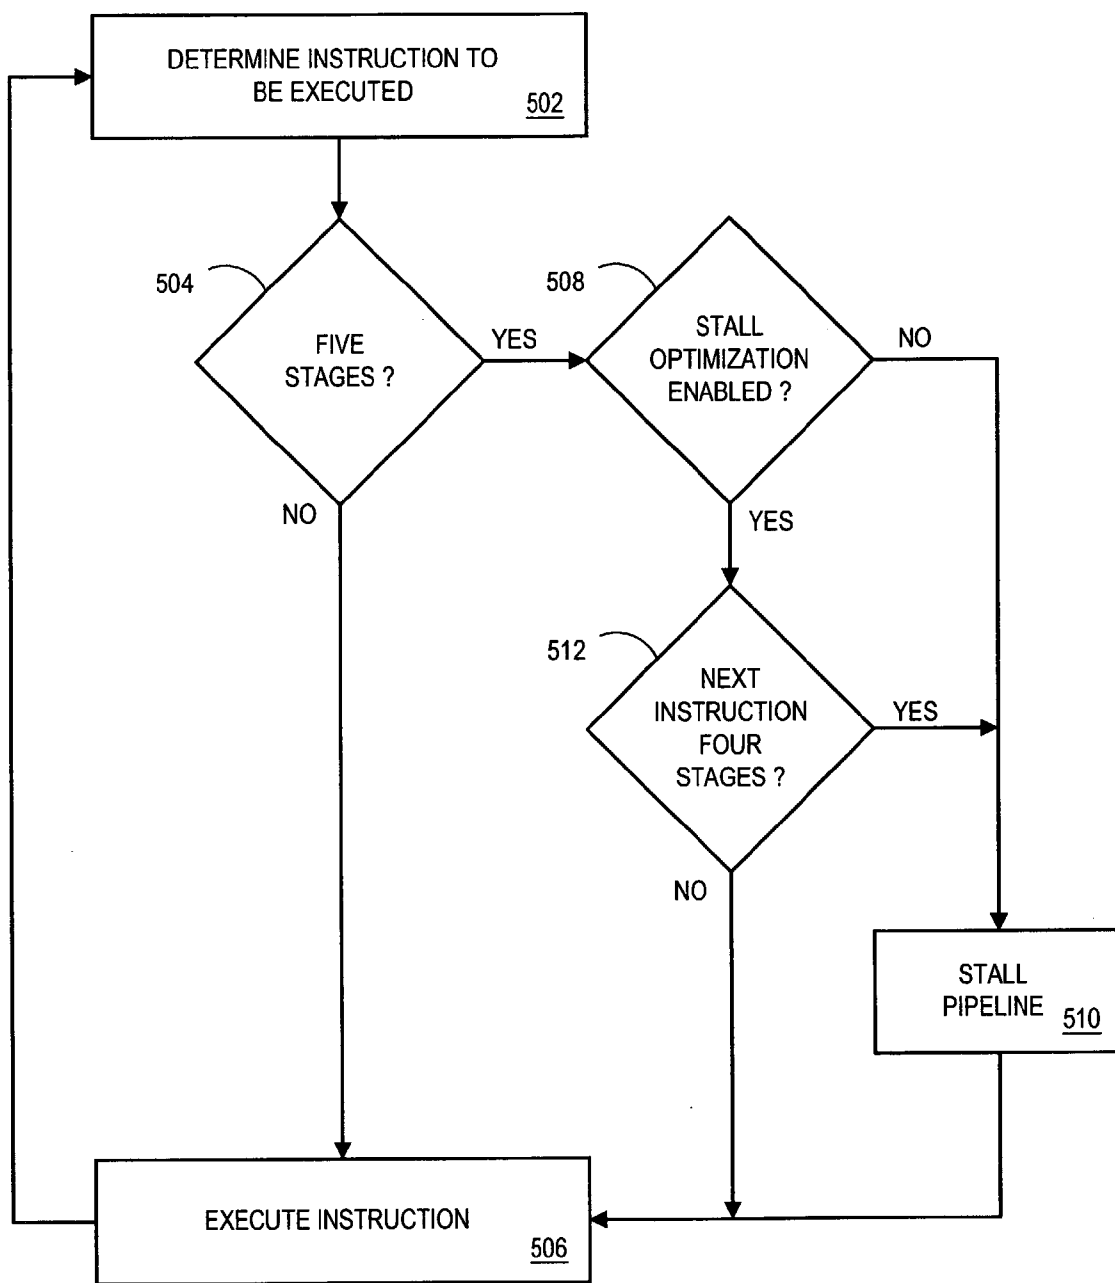 DETERMINE INSTRUCTION TO
BE EXECUTED
502
504
508
FIVE
STAGES ?
YES
STALL
OPTIMIZATION
ENABLED ?
NO
NO
YES
512
NEXT
INSTRUCTION
FOUR
STAGES ?
YES
NO
STALL
PIPELINE
510
EXECUTE INSTRUCTION
506